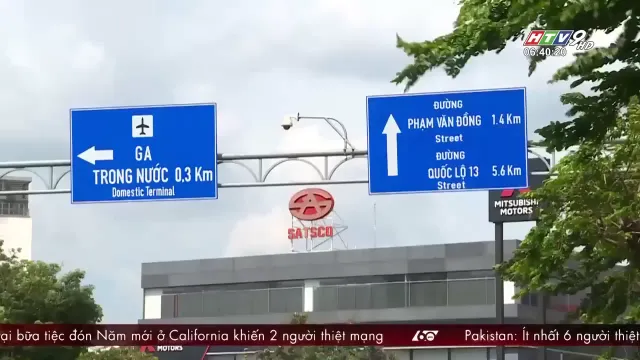 HTV9 HD
06:40:20
GA
TRONG NƯỚC 0.3 Km
Domestic Terminal
ĐƯỜNG
PHẠM VĂN ĐỒNG 1.4 Km
Street
ĐƯỜNG
QUỐC LỘ 13 5.6 Km
Street
SATSCO
MITSUBISHI
MOTORS
MOTORS
bữa tiệc đón Năm mới ở California khiến 2 người thiệt mạng 60 Pakistan: Ít nhất 6 người thiệt